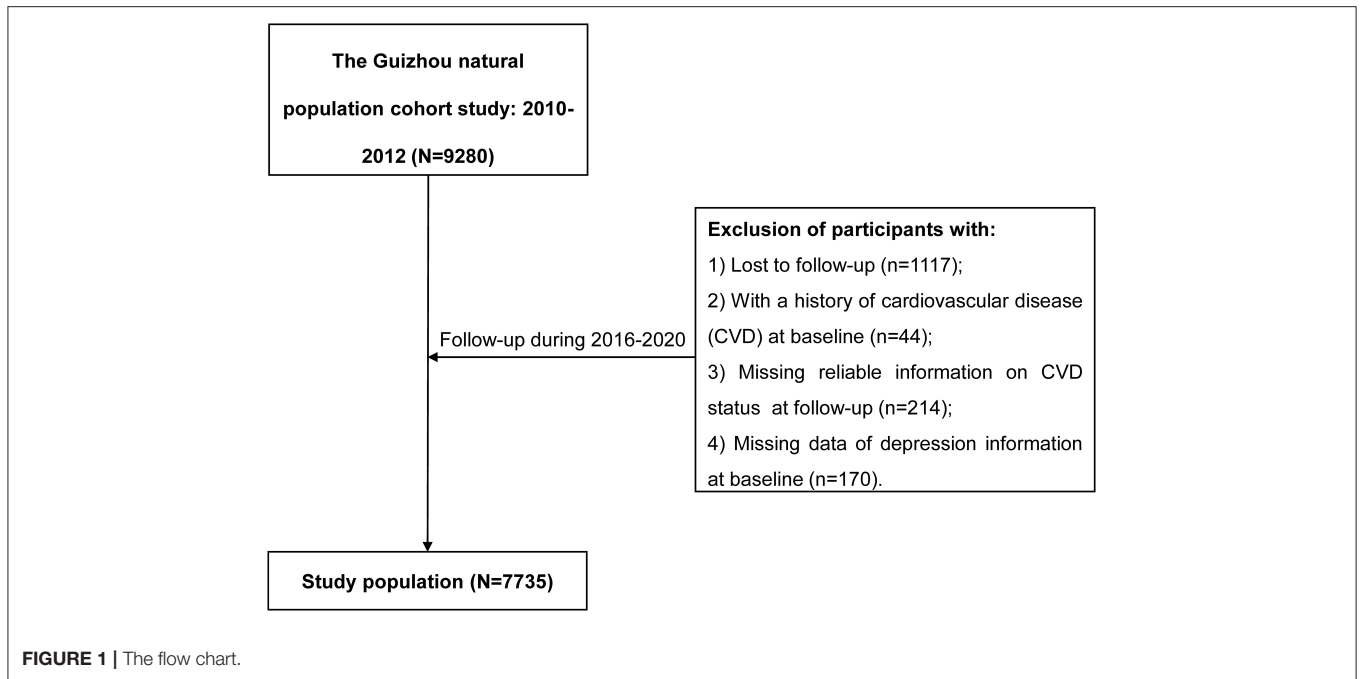 The Guizhou natural
population cohort study: 2010-
2012 (N=9280)
Exclusion of participants with:
1) Lost to follow-up (n=1117);
2) With a history of cardiovascular disease
(CVD) at baseline (n=44);
3) Missing reliable information on CVD
status at follow-up (n=214);
4) Missing data of depression information
at baseline (n=170).
Follow-up during 2016-2020
Study population (N=7735)
FIGURE 1 | The flow chart.